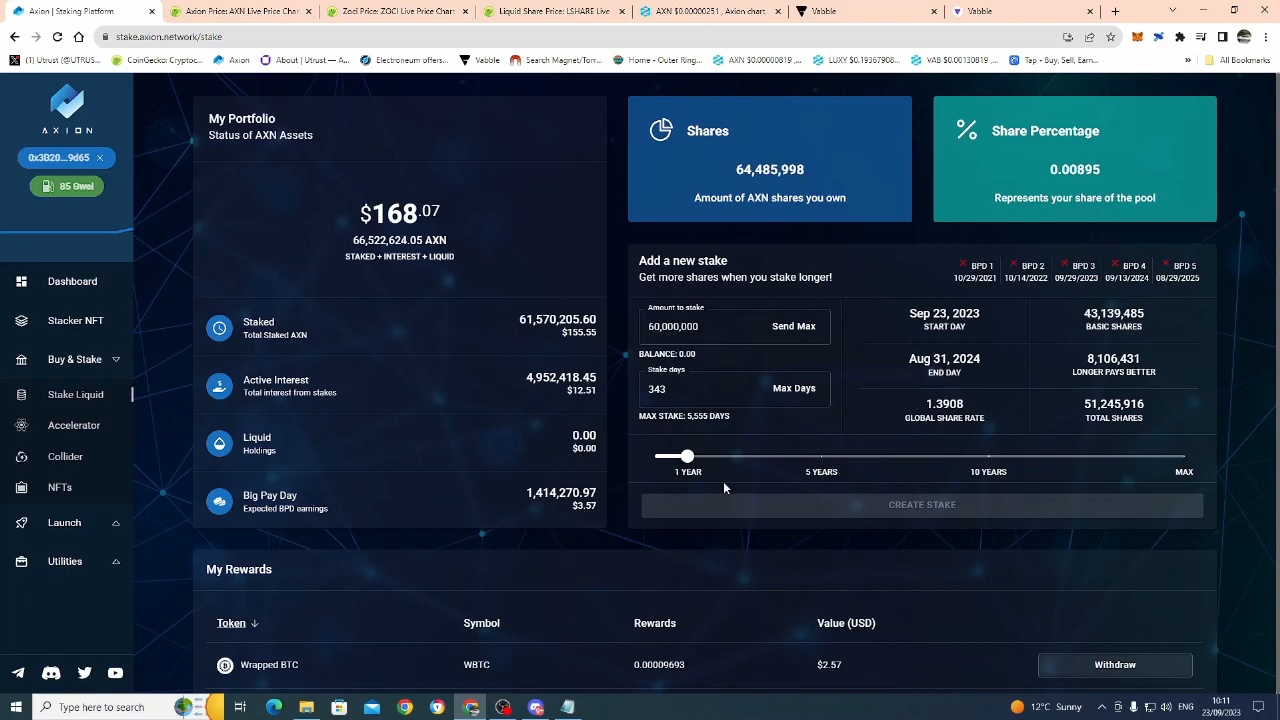 Axion | Staking Platform
Axion Price: AXN Live Price Char
Zoci Price: ZOCI Live Price Chart
Liquid Share Price: LSHARE Live
AXN $0.00000251 , Axion chart:
Vabble
Vabble
stake.axion.network/stake
(1) Utrust (@UTRUS...
CoinGecko: Cryptoc...
Axion
About | Utrust — Ac...
Electroneum offers...
Vabble
Search Magnet/Torr...
Home - Outer Ring...
AXN $0.00000819 ,...
LUXY $0.19367908...
VAB $0.00130819 ,...
Tap - Buy, Sell, Earn...
»
All Bookmarks
AXION
0x3B20...9d65 ×
85 Gwei
Dashboard
Stacker NFT
Buy & Stake
Stake Liquid
Accelerator
Collider
NFTs
Launch
Utilities
My Portfolio
Status of AXN Assets
$168.07
66,522,624.05 AXN
STAKED + INTEREST + LIQUID
Staked
Total Staked AXN
61,570,205.60
$155.55
Active Interest
Total interest from stakes
4,952,418.45
$12.51
Liquid
Holdings
0.00
$0.00
Big Pay Day
Expected BPD earnings
1,414,270.97
$3.57
Shares
64,485,998
Amount of AXN shares you own
Share Percentage
0.00895
Represents your share of the pool
Add a new stake
Get more shares when you stake longer!
BPD 1
10/29/2021
BPD 2
10/14/2022
BPD 3
09/29/2023
BPD 4
09/13/2024
BPD 5
08/29/2025
Amount to stake
60,000,000
Send Max
BALANCE: 0.00
Stake days
343
Max Days
MAX STAKE: 5,555 DAYS
Sep 23, 2023
START DAY
43,139,485
BASIC SHARES
Aug 31, 2024
END DAY
8,106,431
LONGER PAYS BETTER
1.3908
GLOBAL SHARE RATE
51,245,916
TOTAL SHARES
1 YEAR
5 YEARS
10 YEARS
MAX
CREATE STAKE
My Rewards
Token ↓
Symbol
Rewards
Value (USD)
Wrapped BTC
WBTC
0.00009693
$2.57
Withdraw
Type here to search
12°C Sunny
ENG
10:11
23/09/2023